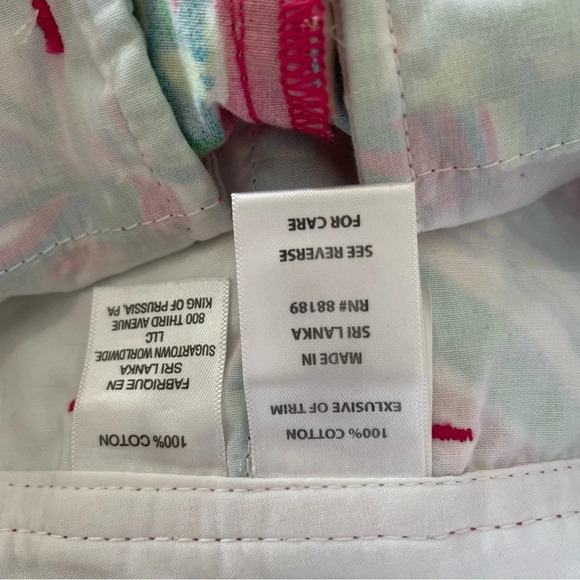 100% COTTON
EXCLUSIVE OF TRIM
MADE IN
SRI LANKA
RN# 88189
SEE REVERSE
FOR CARE
100% COTTON
FABRIQUE EN
SRI LANKA
SUGARTOWN WORLDWIDE,
LLC
800 THIRD AVENUE
KING OF PRUSSIA, PA